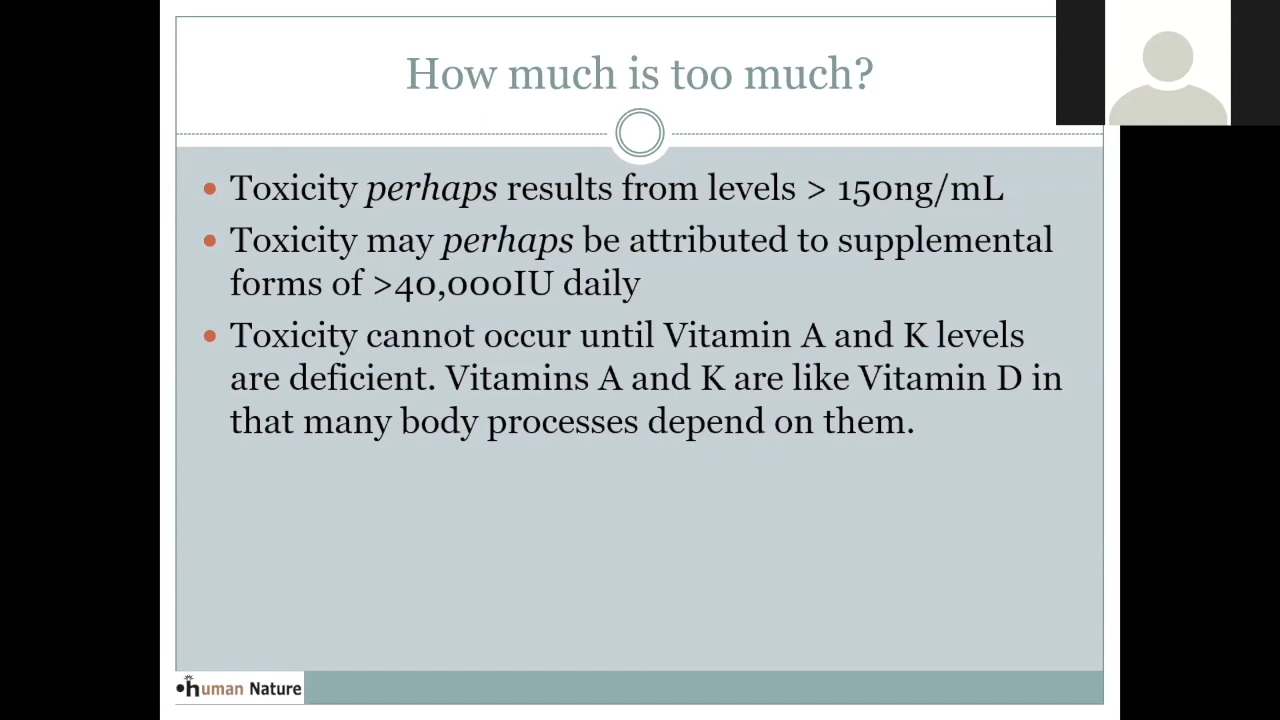 How much is too much?
• Toxicity perhaps results from levels > 150ng/mL
• Toxicity may perhaps be attributed to supplemental
forms of >40,000IU daily
• Toxicity cannot occur until Vitamin A and K levels
are deficient. Vitamins A and K are like Vitamin D in
that many body processes depend on them.
human Nature